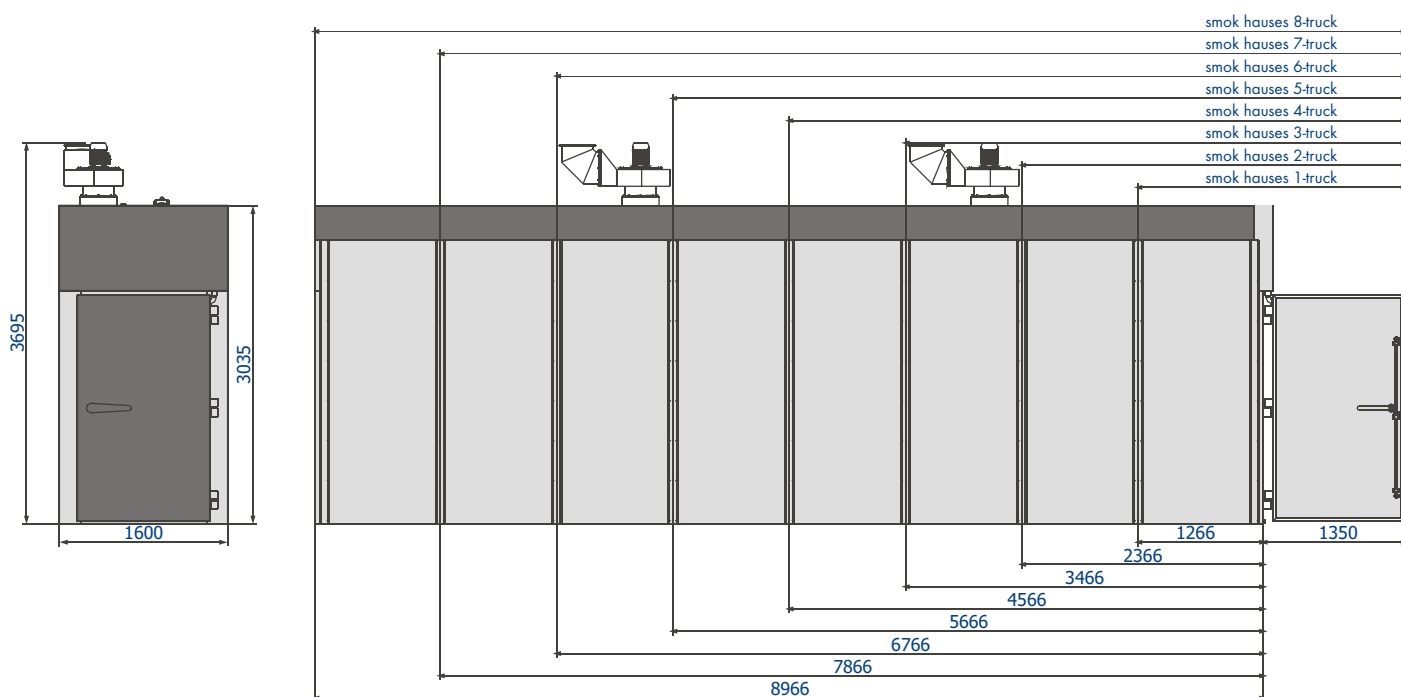 smok hauses 8-truck
smok hauses 7-truck
smok hauses 6-truck
smok hauses 5-truck
smok hauses 4-truck
smok hauses 3-truck
smok hauses 2-truck
smok hauses 1-truck
3695
3035
1600
1266
1350
2366
3466
4566
5666
6766
7866
8966